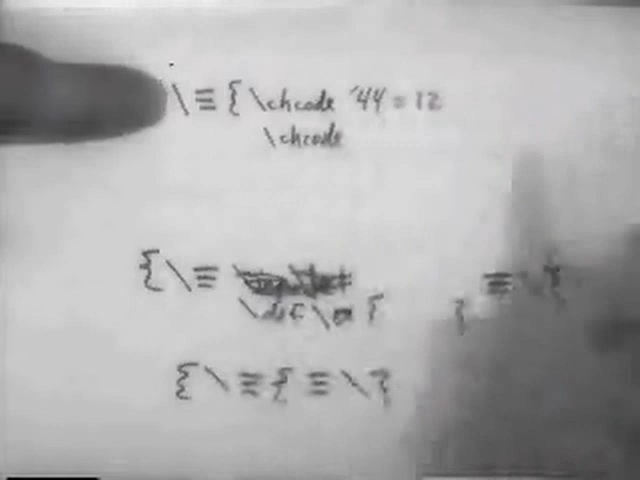 \≡{\chcode '44=12
\chcode
{\≡ ≡
\def\
{\≡{≡\}